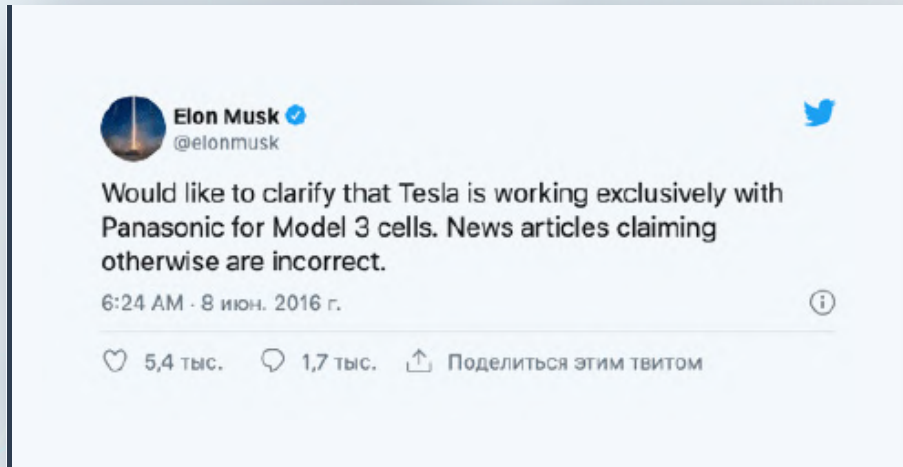 Elon Musk
@elonmusk
Would like to clarify that Tesla is working exclusively with
Panasonic for Model 3 cells. News articles claiming
otherwise are incorrect.
6:24 AM · 8 июн. 2016 г.
5,4 тыс. 1,7 тыс. Поделиться этим твитом